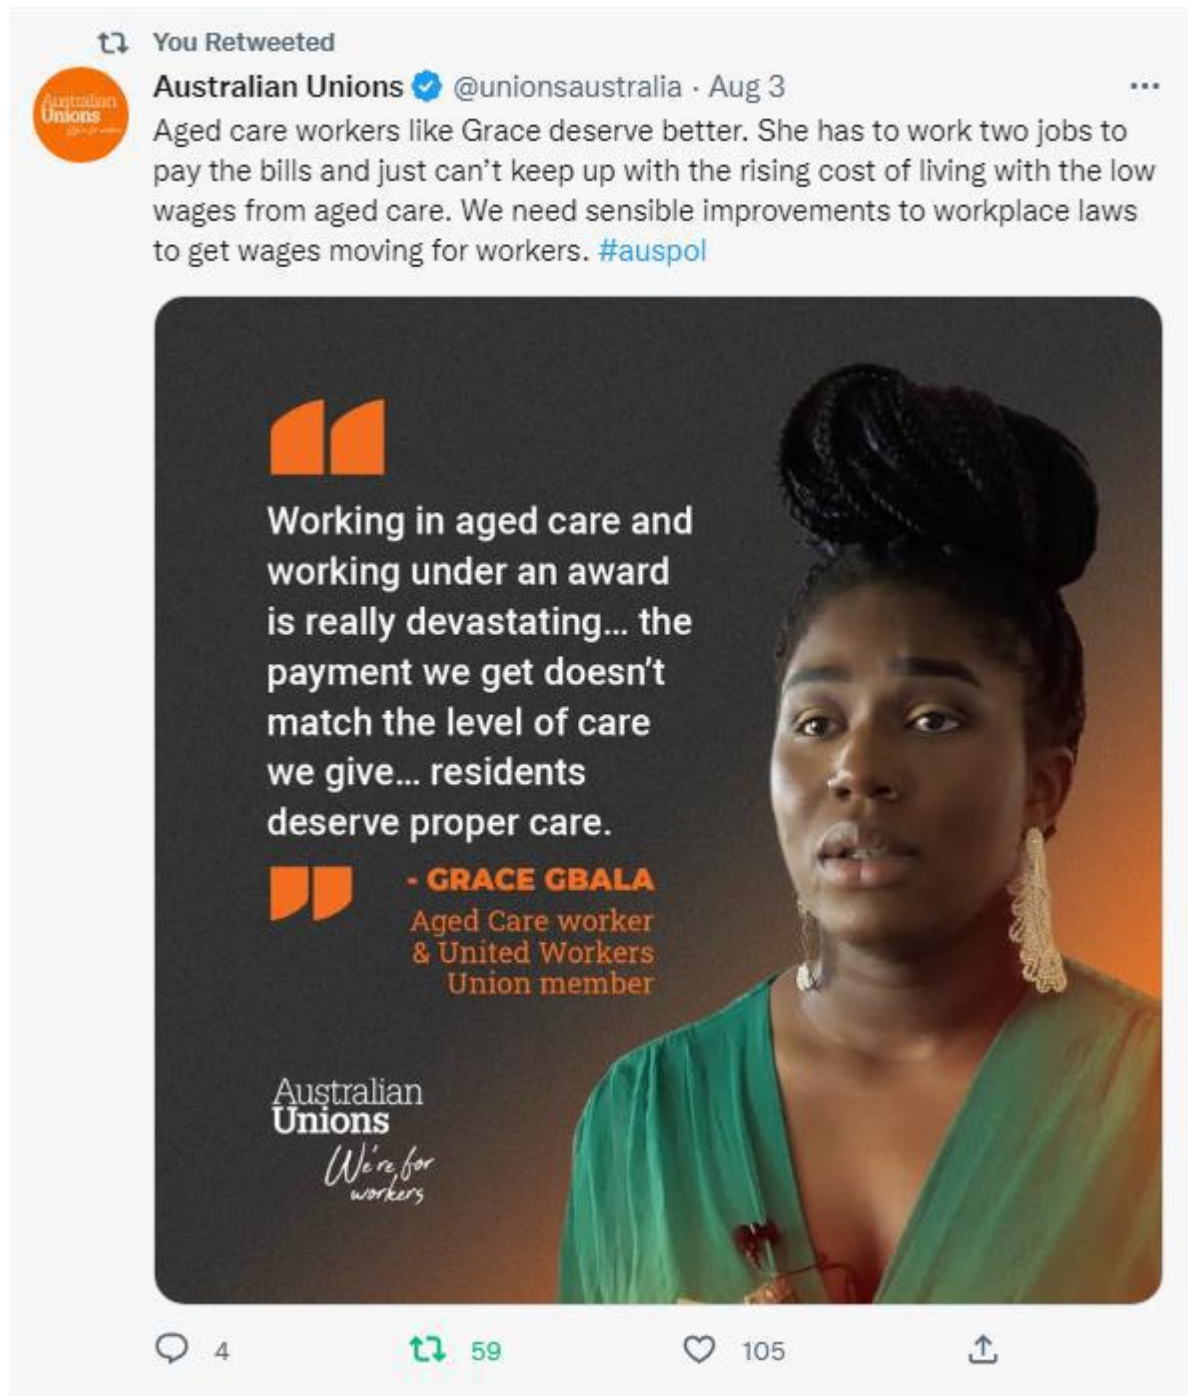 You Retweeted
Australian Unions @unionsaustralia · Aug 3
Australian
Unions
Aged care workers like Grace deserve better. She has to work two jobs to
pay the bills and just can’t keep up with the rising cost of living with the low
wages from aged care. We need sensible improvements to workplace laws
to get wages moving for workers. #auspol
“
Working in aged care and
working under an award
is really devastating... the
payment we get doesn’t
match the level of care
we give... residents
deserve proper care.
”
- GRACE GBALA
Aged Care worker
& United Workers
Union member
Australian
Unions
We’re for
workers
4 59 105